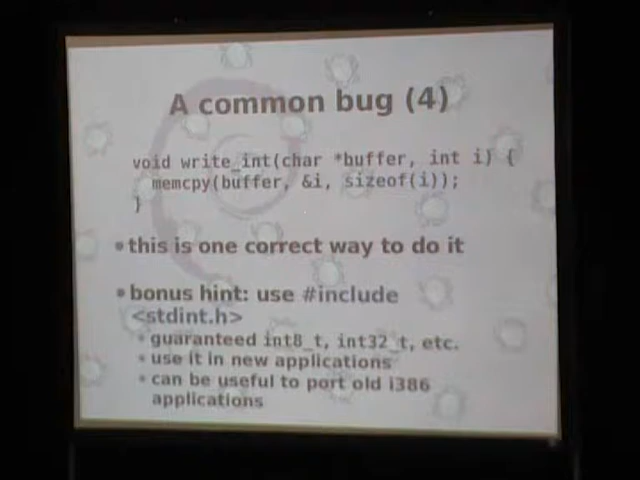 A common bug (4)
void write_int(char *buffer, int i) {
memcpy(buffer, &i, sizeof(i));
}
•this is one correct way to do it
•bonus hint: use #include
<stdint.h>
•guaranteed int8_t, int32_t, etc.
•use it in new applications
•can be useful to port old i386
applications